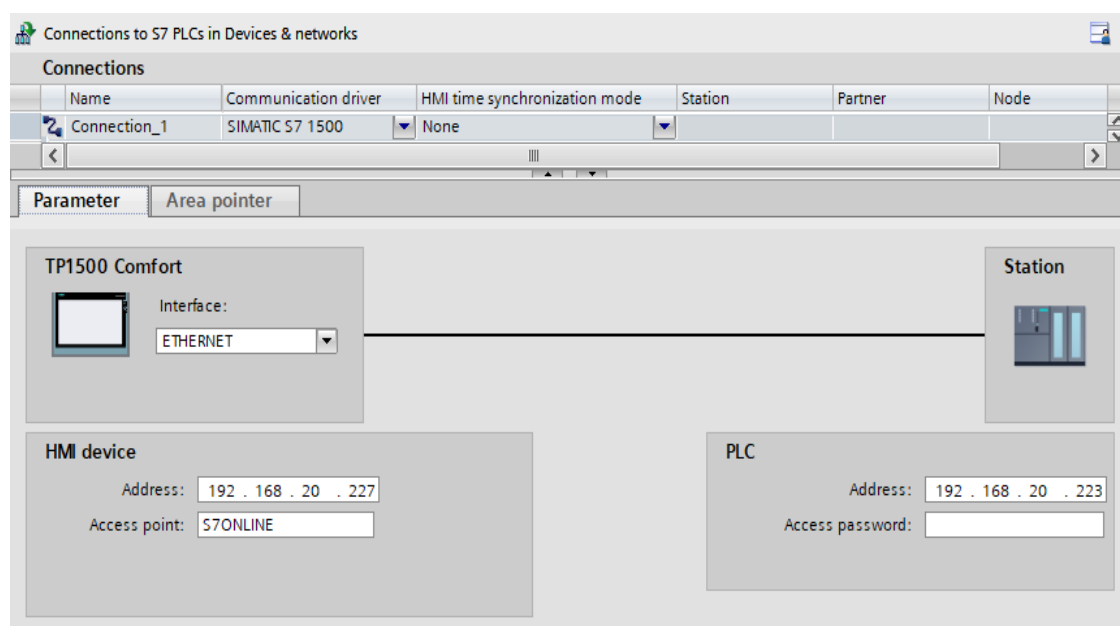 Connections to S7 PLCs in Devices & networks
Connections
Name Communication driver HMI time synchronization mode Station Partner Node
Connection_1 SIMATIC S7 1500 None
Parameter Area pointer
TP1500 Comfort Station
Interface:
ETHERNET
HMI device PLC
Address: 192 . 168 . 20 . 227 Address: 192 . 168 . 20 . 223
Access point: S7ONLINE Access password: